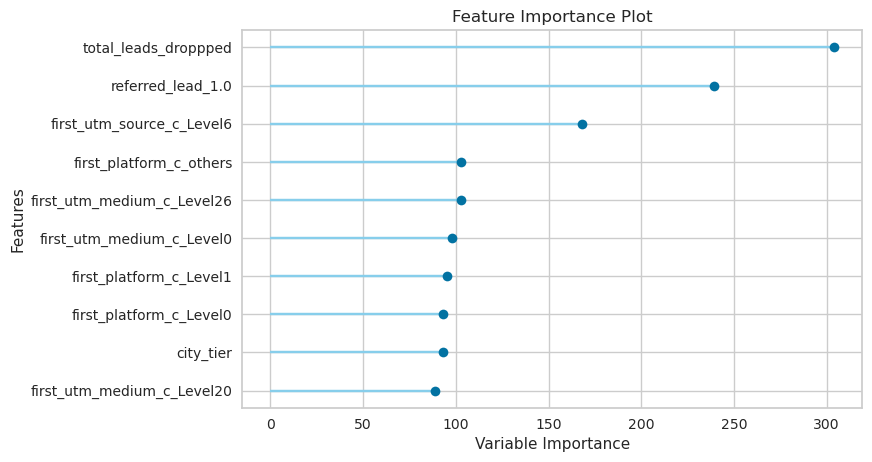 Feature Importance Plot
total_leads_droppped
referred_lead_1.0
first_utm_source_c_Level6
first_platform_c_others
first_utm_medium_c_Level26
first_utm_medium_c_Level0
first_platform_c_Level1
first_platform_c_Level0
city_tier
first_utm_medium_c_Level20
Features
0 50 100 150 200 250 300
Variable Importance